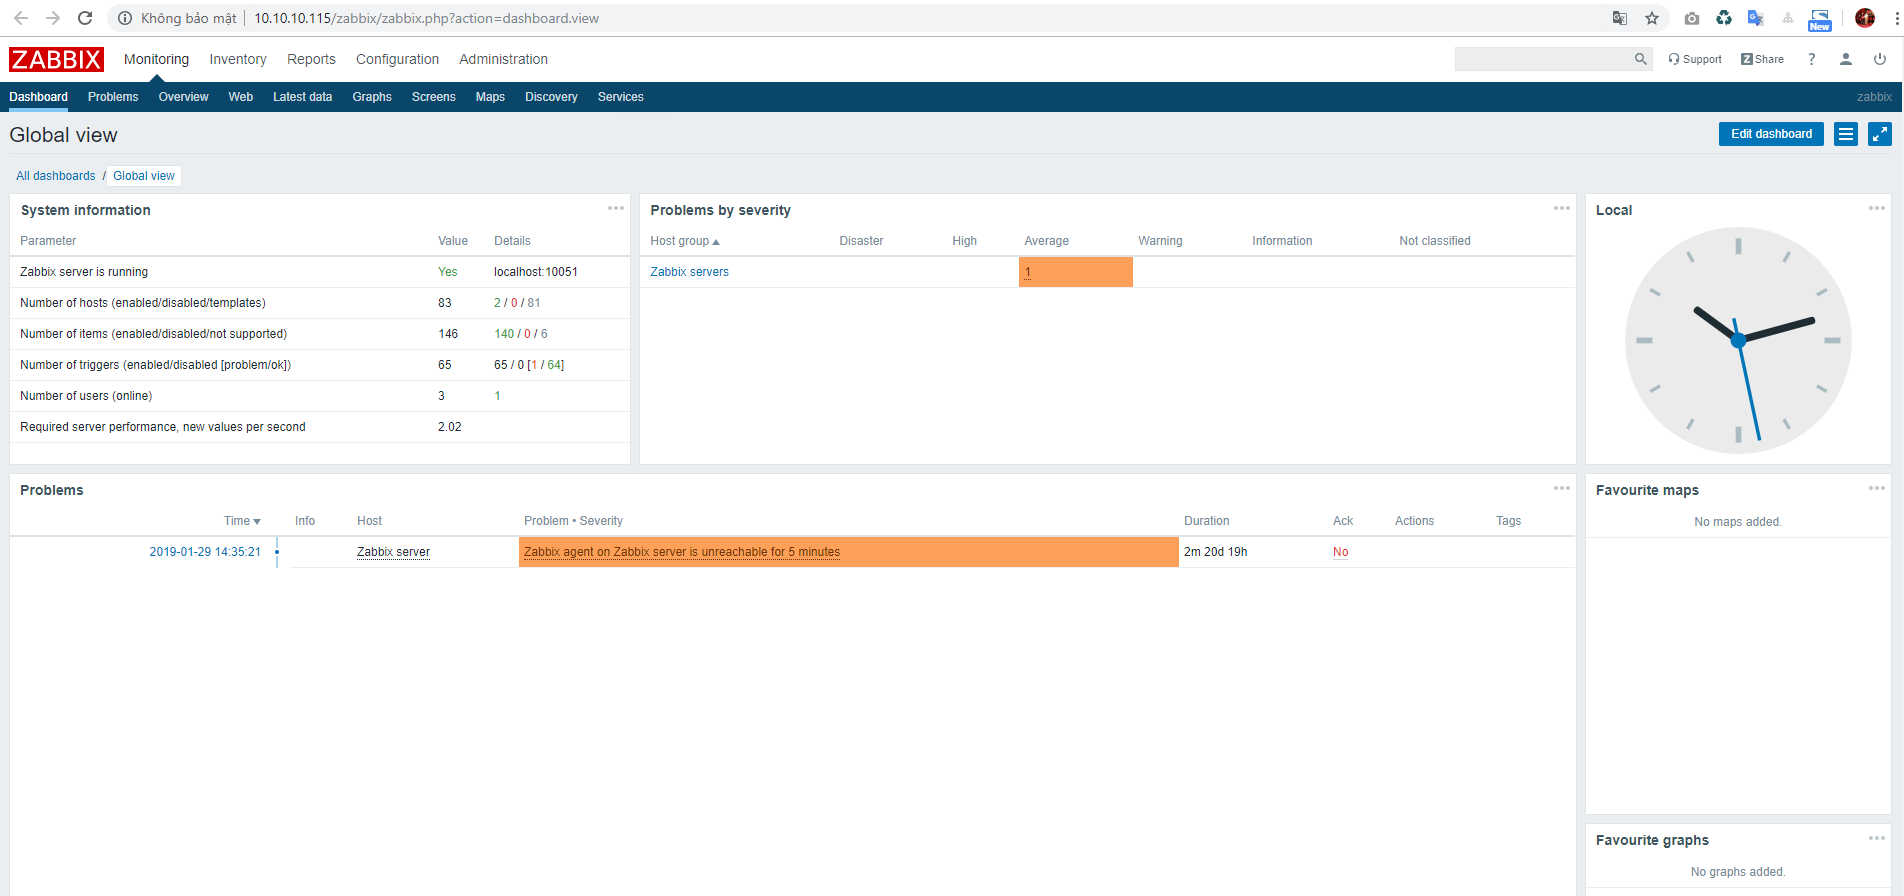 Không bảo mật | 10.10.10.115/zabbix/zabbix.php?action=dashboard.view
New
ZABBIX Monitoring Inventory Reports Configuration Administration Support Z Share ?
Dashboard Problems Overview Web Latest data Graphs Screens Maps Discovery Services zabbix
Global view Edit dashboard
All dashboards / Global view
System information
Parameter Value Details
Zabbix server is running Yes localhost:10051
Number of hosts (enabled/disabled/templates) 83 2 / 0 / 81
Number of items (enabled/disabled/not supported) 146 140 / 0 / 6
Number of triggers (enabled/disabled [problem/ok]) 65 65 / 0 [1 / 64]
Number of users (online) 3 1
Required server performance, new values per second 2.02
Problems by severity
Host group Disaster High Average Warning Information Not classified
Zabbix servers 1
Local
Problems
Time Info Host Problem • Severity Duration Ack Actions Tags
2019-01-29 14:35:21 Zabbix server Zabbix agent on Zabbix server is unreachable for 5 minutes 2m 20d 19h No
Favourite maps
No maps added.
Favourite graphs
No graphs added.